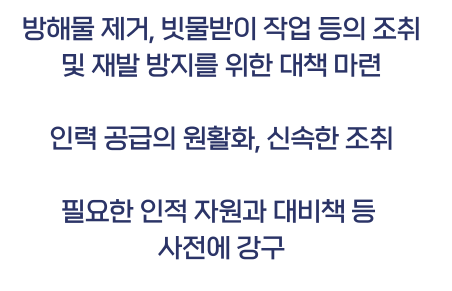 방해물 제거, 빗물받이 작업 등의 조취
및 재발 방지를 위한 대책 마련
인력 공급의 원활화, 신속한 조취
필요한 인적 자원과 대비책 등
사전에 강구